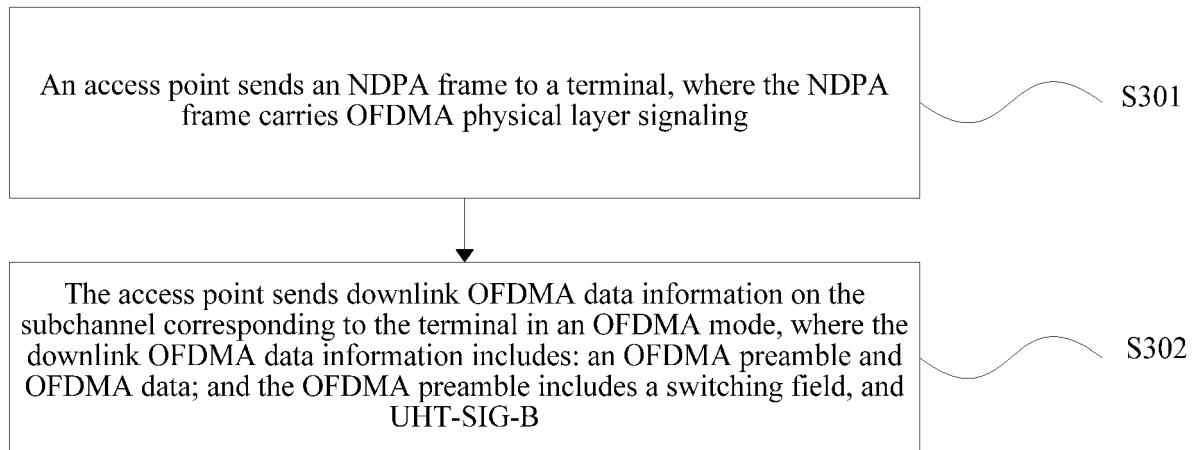 An access point sends an NDPA frame to a terminal, where the NDPA
frame carries OFDMA physical layer signaling
S301
The access point sends downlink OFDMA data information on the
subchannel corresponding to the terminal in an OFDMA mode, where the
downlink OFDMA data information includes: an OFDMA preamble and
OFDMA data; and the OFDMA preamble includes a switching field, and
UHT-SIG-B
S302